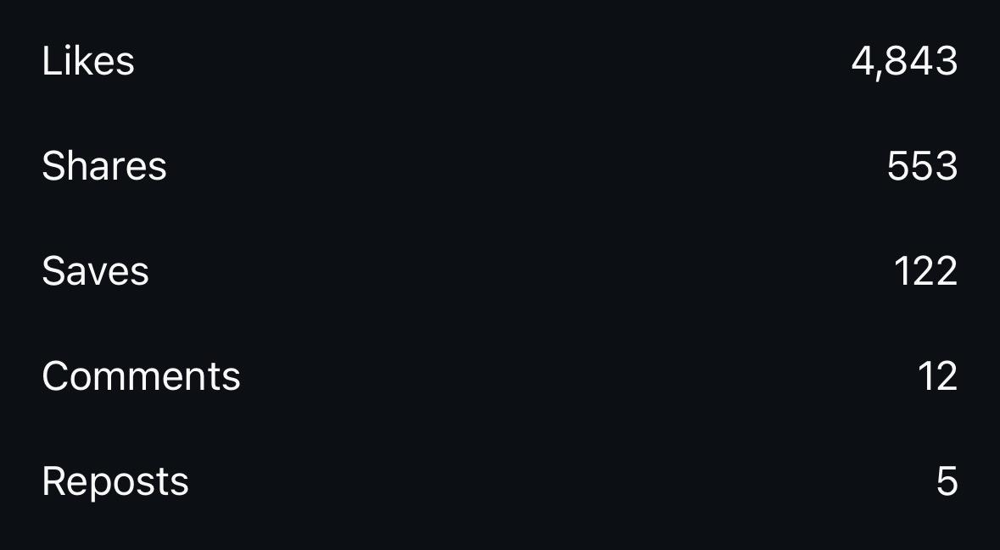 Likes 4,843
Shares 553
Saves 122
Comments 12
Reposts 5